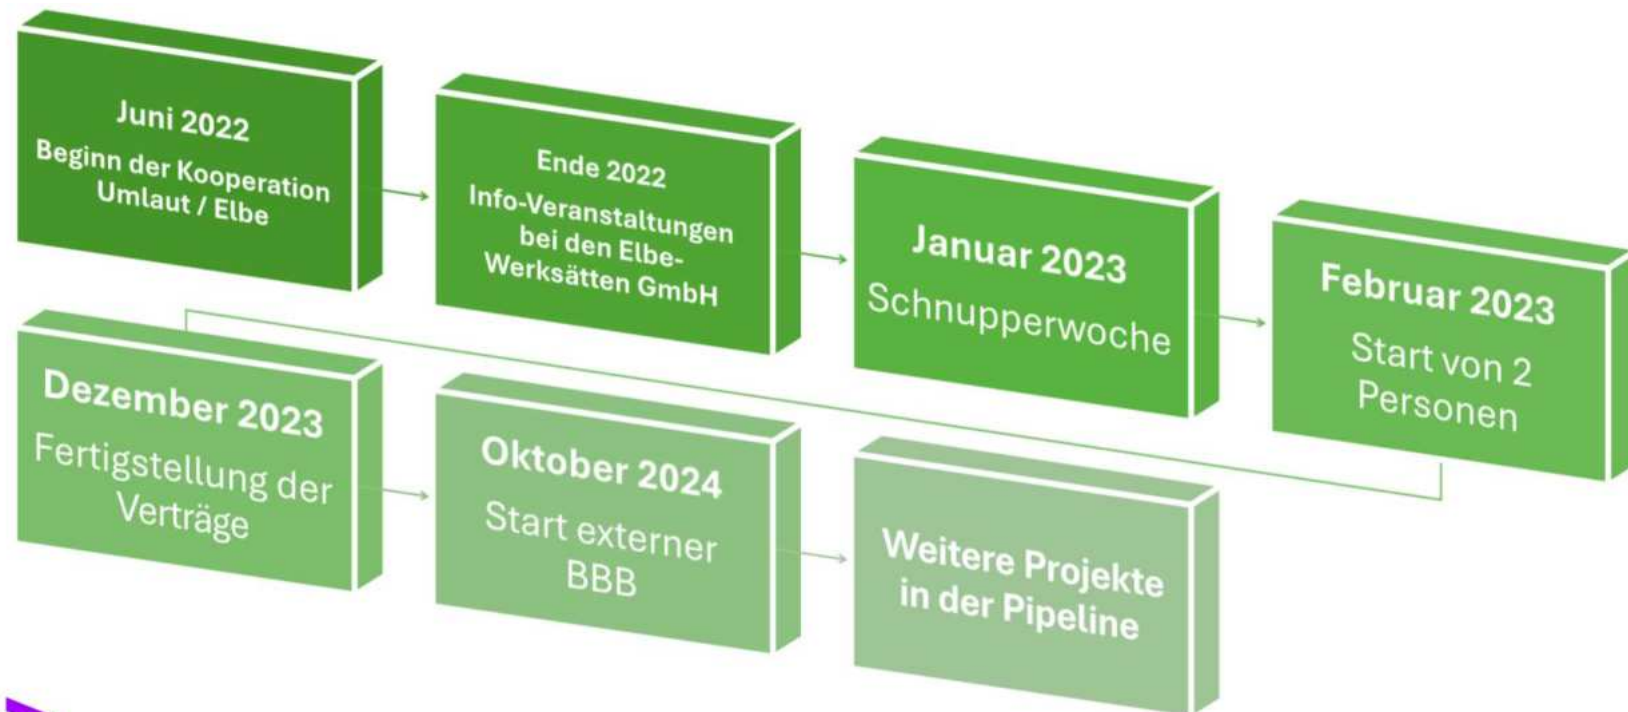 Juni 2022
Beginn der Kooperation
Umlaut / Elbe
Ende 2022
Info-Veranstaltungen
bei den Elbe-
Werksätten GmbH
Januar 2023
Schnupperwoche
Februar 2023
Start von 2
Personen
Dezember 2023
Fertigstellung der
Verträge
Oktober 2024
Start externer
BBB
Weitere Projekte
in der Pipeline